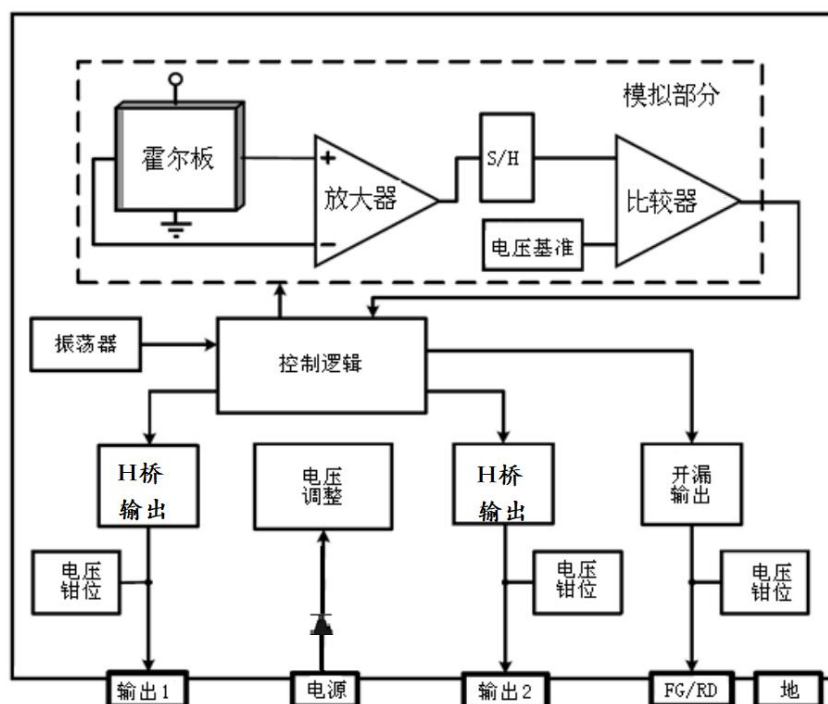 模拟部分
霍尔板
+
放大器
−
S/H
比较器
电压基准
振荡器
控制逻辑
H桥
输出
电压
调整
H桥
输出
开漏
输出
电压
钳位
电压
钳位
电压
钳位
输出1
电源
输出2
FG/RD
地